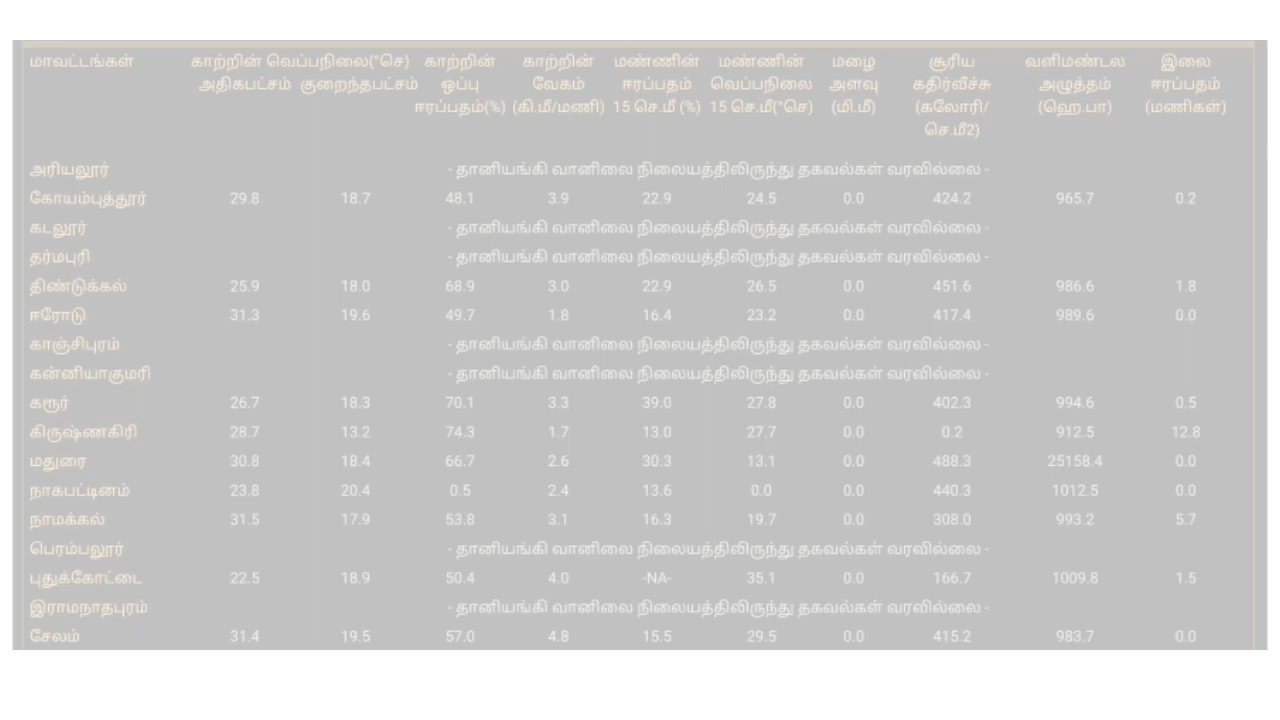 மாவட்டங்கள் காற்றின் வெப்பநிலை(°செ) காற்றின் காற்றின் மண்ணின் மண்ணின் மழை சூரிய வளிமண்டல இலை
அதிகபட்சம் குறைந்தபட்சம் ஒப்பு வேகம் ஈரப்பதம் வெப்பநிலை அளவு கதிர்வீச்சு அழுத்தம் ஈரப்பதம்
ஈரப்பதம்(%) (கி.மீ/மணி) 15 செ.மீ (%) 15 செ.மீ(°செ) (மி.மீ) (கலோரி/ (ஹெ.பா) (மணிகள்)
செ.மீ2)
அரியலூர் - தானியங்கி வானிலை நிலையத்திலிருந்து தகவல்கள் வரவில்லை -
கோயம்புத்தூர் 29.8 18.7 48.1 3.9 22.9 24.5 0.0 424.2 965.7 0.2
கடலூர் - தானியங்கி வானிலை நிலையத்திலிருந்து தகவல்கள் வரவில்லை -
தர்மபுரி - தானியங்கி வானிலை நிலையத்திலிருந்து தகவல்கள் வரவில்லை -
திண்டுக்கல் 25.9 18.0 68.9 3.0 22.9 26.5 0.0 451.6 986.6 1.8
ஈரோடு 31.3 19.6 49.7 1.8 16.4 23.2 0.0 417.4 989.6 0.0
காஞ்சிபுரம் - தானியங்கி வானிலை நிலையத்திலிருந்து தகவல்கள் வரவில்லை -
கன்னியாகுமரி - தானியங்கி வானிலை நிலையத்திலிருந்து தகவல்கள் வரவில்லை -
கரூர் 26.7 18.3 70.1 3.3 39.0 27.8 0.0 402.3 994.6 0.5
கிருஷ்ணகிரி 28.7 13.2 74.3 1.7 13.0 27.7 0.0 0.2 912.5 12.8
மதுரை 30.8 18.4 66.7 2.6 30.3 13.1 0.0 488.3 25158.4 0.0
நாகபட்டினம் 23.8 20.4 0.5 2.4 13.6 0.0 0.0 440.3 1012.5 0.0
நாமக்கல் 31.5 17.9 53.8 3.1 16.3 19.7 0.0 308.0 993.2 5.7
பெரம்பலூர் - தானியங்கி வானிலை நிலையத்திலிருந்து தகவல்கள் வரவில்லை -
புதுக்கோட்டை 22.5 18.9 50.4 4.0 -NA- 35.1 0.0 166.7 1009.8 1.5
இராமநாதபுரம் - தானியங்கி வானிலை நிலையத்திலிருந்து தகவல்கள் வரவில்லை -
சேலம் 31.4 19.5 57.0 4.8 15.5 29.5 0.0 415.2 983.7 0.0